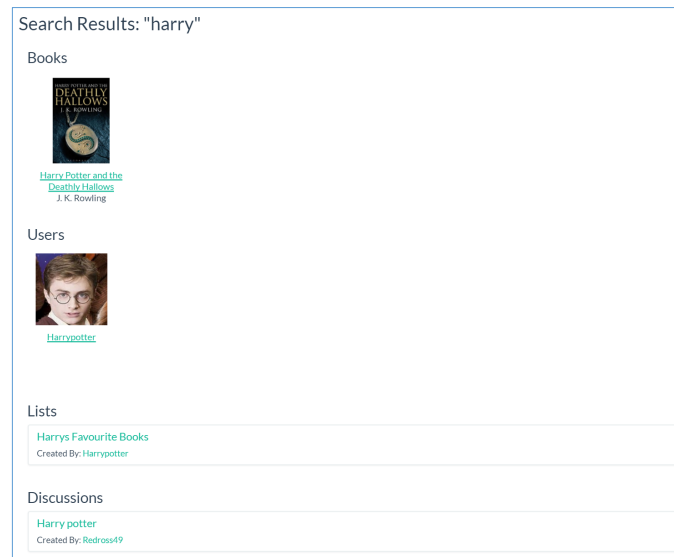 Search Results: "harry"
Books
HARRY POTTER AND THE
DEATHLY
HALLOWS
J. K. ROWLING
Harry Potter and the
Deathly Hallows
J. K. Rowling
Users
Harrypotter
Lists
Harrys Favourite Books
Created By: Harrypotter
Discussions
Harry potter
Created By: Redross49